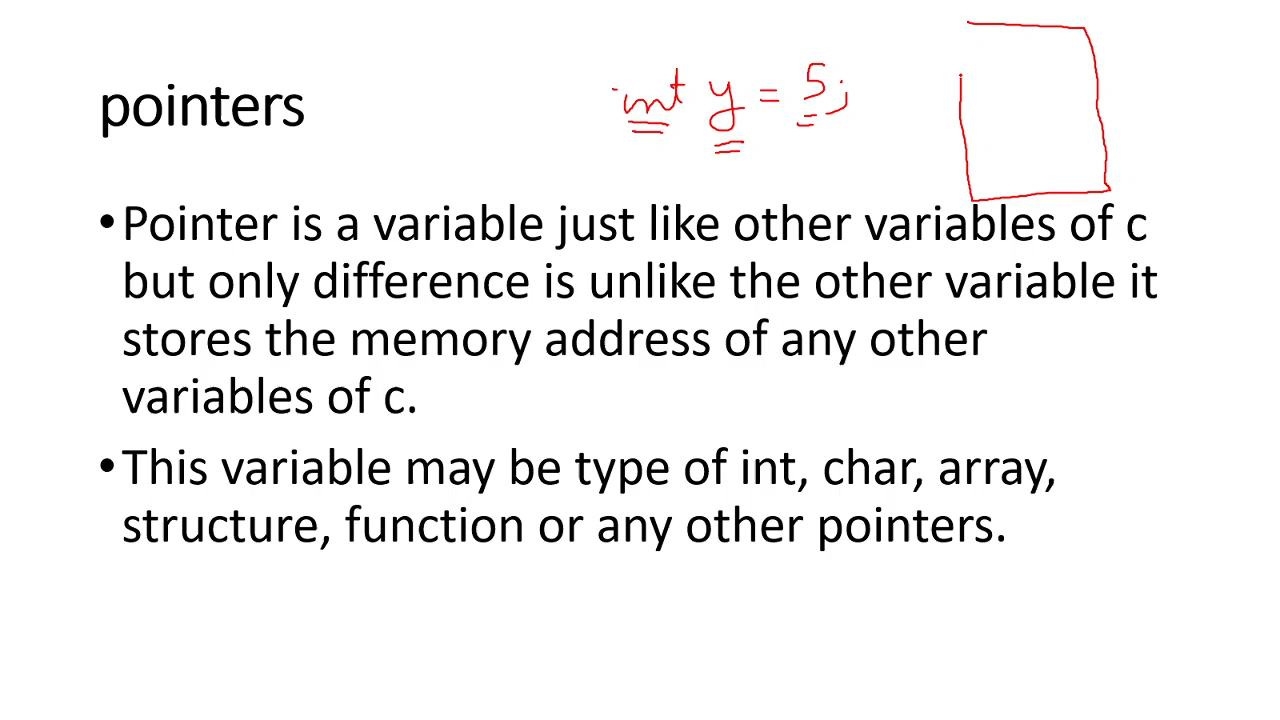 pointers
int y = 5;
•Pointer is a variable just like other variables of c
but only difference is unlike the other variable it
stores the memory address of any other
variables of c.
•This variable may be type of int, char, array,
structure, function or any other pointers.